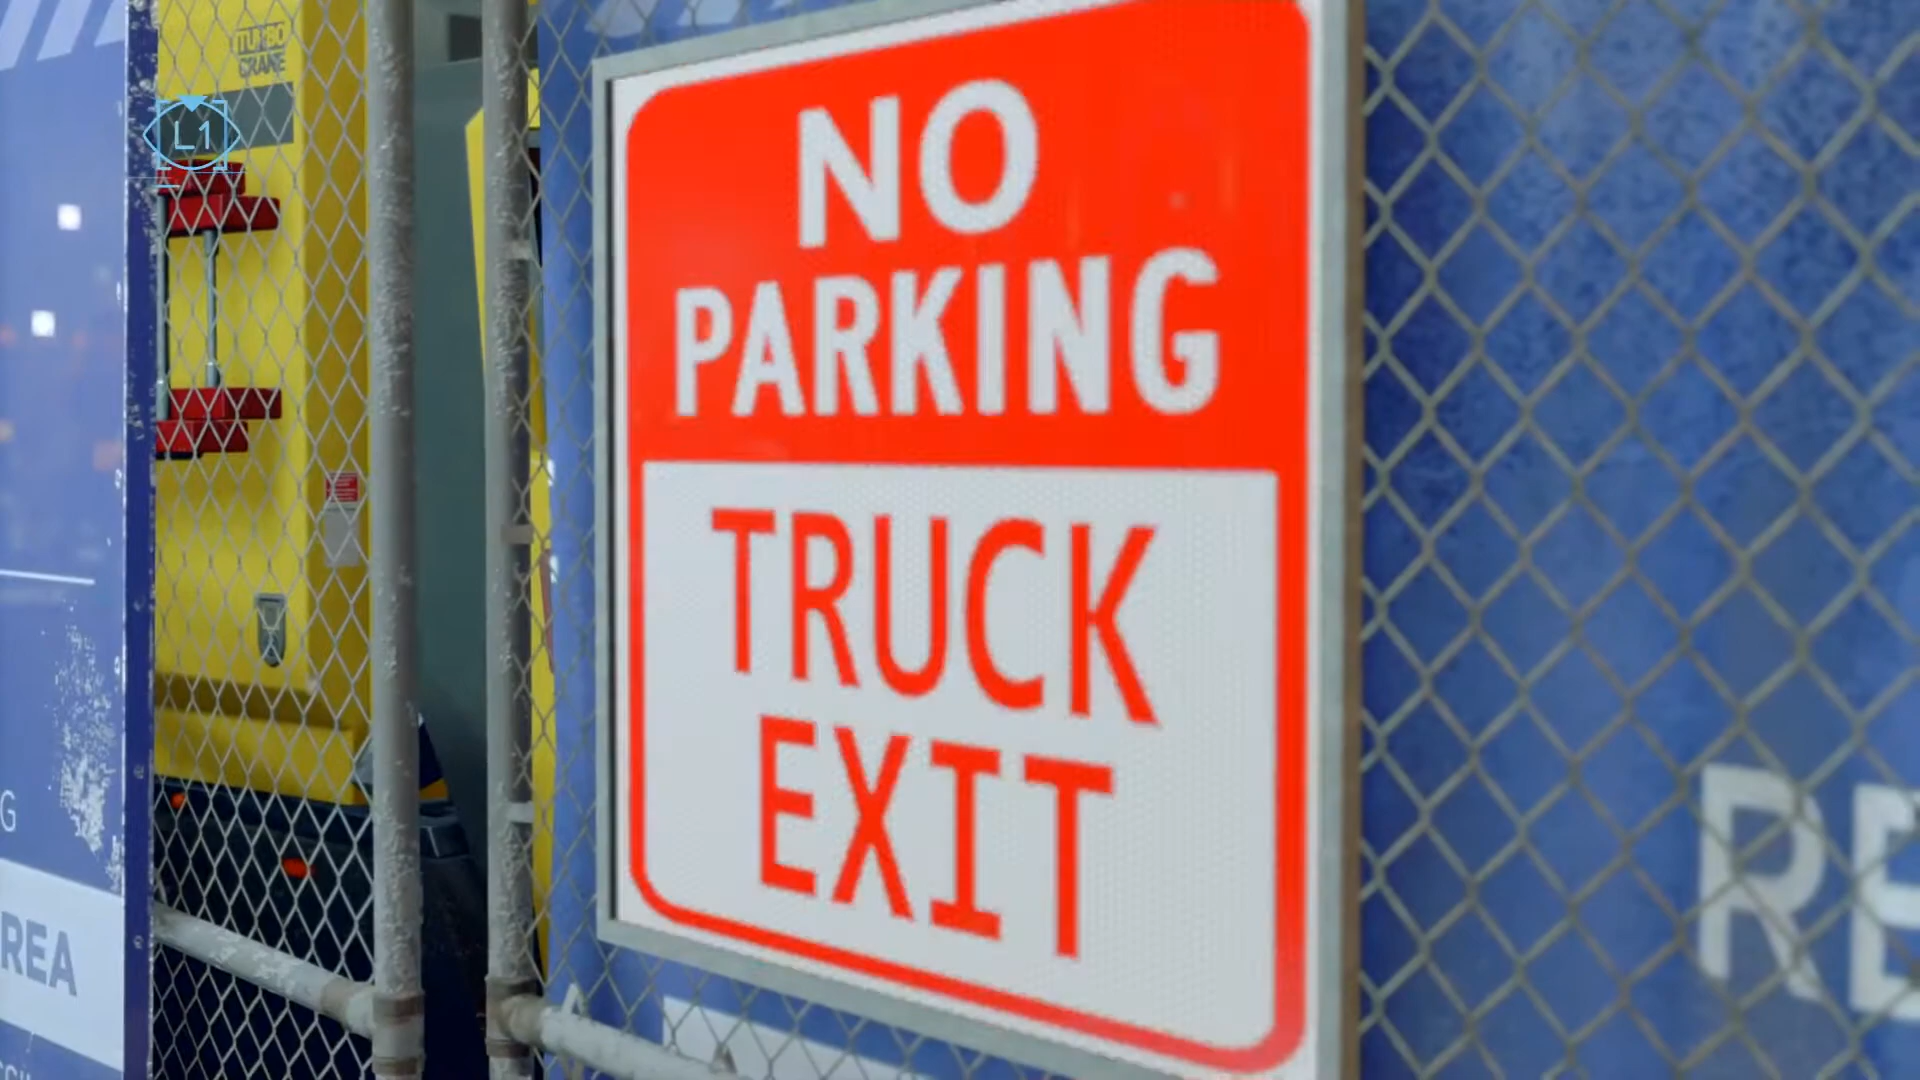 TURBO
CRANE
L1
NO
PARKING
TRUCK
EXIT
RE
G
REA